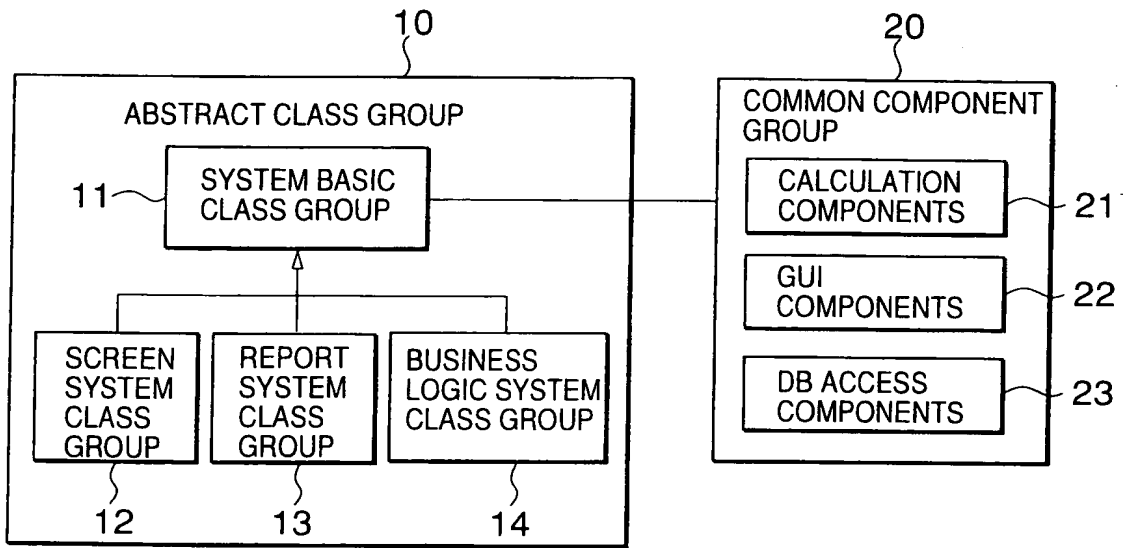 10
20
ABSTRACT CLASS GROUP
COMMON COMPONENT
GROUP
11
SYSTEM BASIC
CLASS GROUP
CALCULATION
COMPONENTS
21
GUI
COMPONENTS
22
SCREEN
SYSTEM
CLASS
GROUP
REPORT
SYSTEM
CLASS
GROUP
BUSINESS
LOGIC SYSTEM
CLASS GROUP
DB ACCESS
COMPONENTS
23
12
13
14